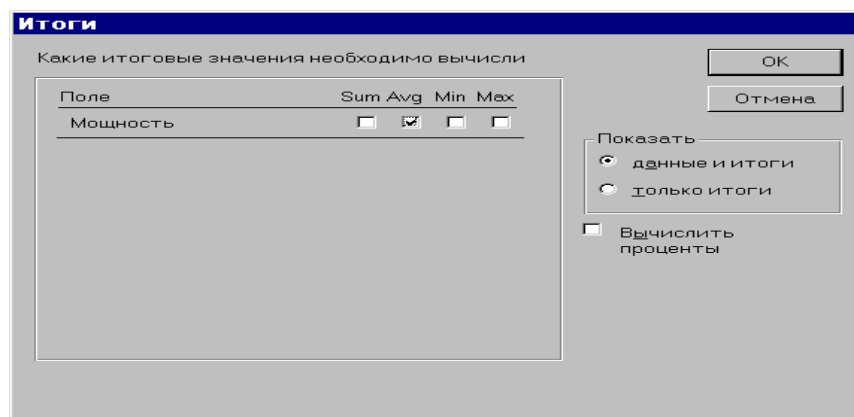 Итоги
Какие итоговые значения необходимо вычисли
OK
Отмена
Поле Sum Avg Min Max
Мощность
Показать
данные и итоги
только итоги
Вычислить
проценты